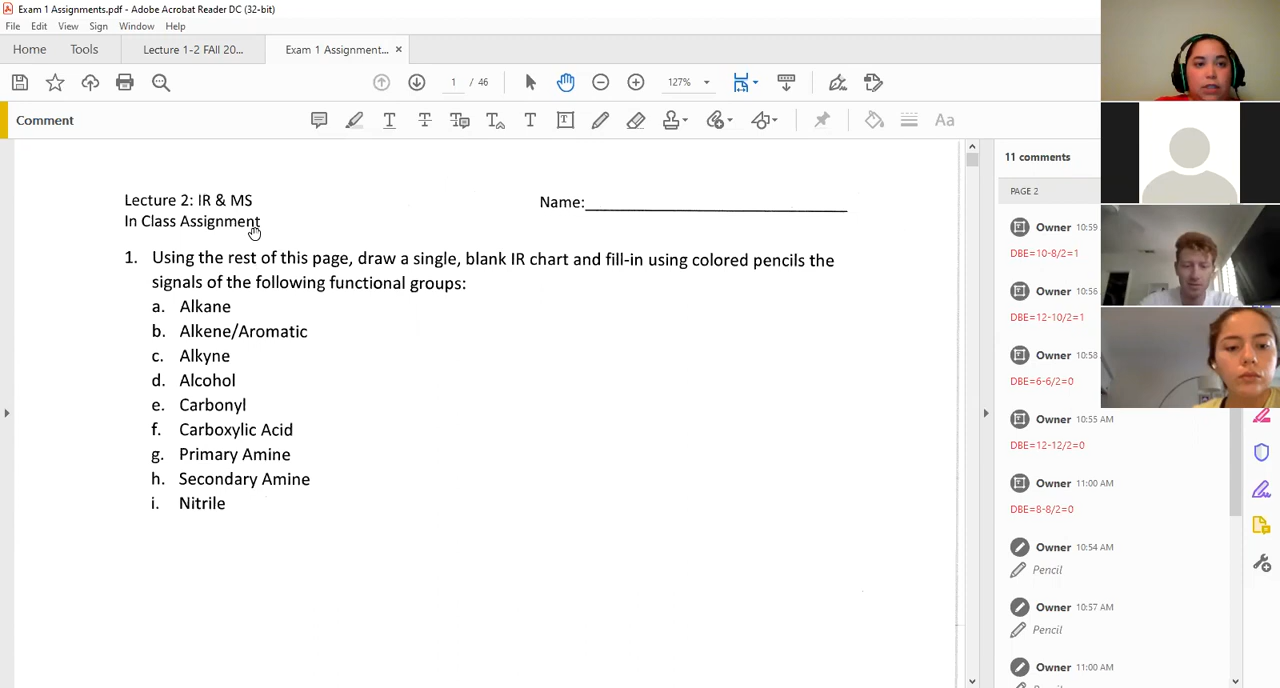 Exam 1 Assignments.pdf - Adobe Acrobat Reader DC (32-bit)
File Edit View Sign Window Help
Home Tools Lecture 1-2 FAll 20... Exam 1 Assignment... ×
1 / 46 127%
Comment
Lecture 2: IR & MS Name:
In Class Assignment
1. Using the rest of this page, draw a single, blank IR chart and fill-in using colored pencils the
signals of the following functional groups:
a. Alkane
b. Alkene/Aromatic
c. Alkyne
d. Alcohol
e. Carbonyl
f. Carboxylic Acid
g. Primary Amine
h. Secondary Amine
i. Nitrile
11 comments
PAGE 2
Owner 10:59
DBE=10-8/2=1
Owner 10:56
DBE=12-10/2=1
Owner 10:58
DBE=6-6/2=0
Owner 10:55 AM
DBE=12-12/2=0
Owner 11:00 AM
DBE=8-8/2=0
Owner 10:54 AM
Pencil
Owner 10:57 AM
Pencil
Owner 11:00 AM